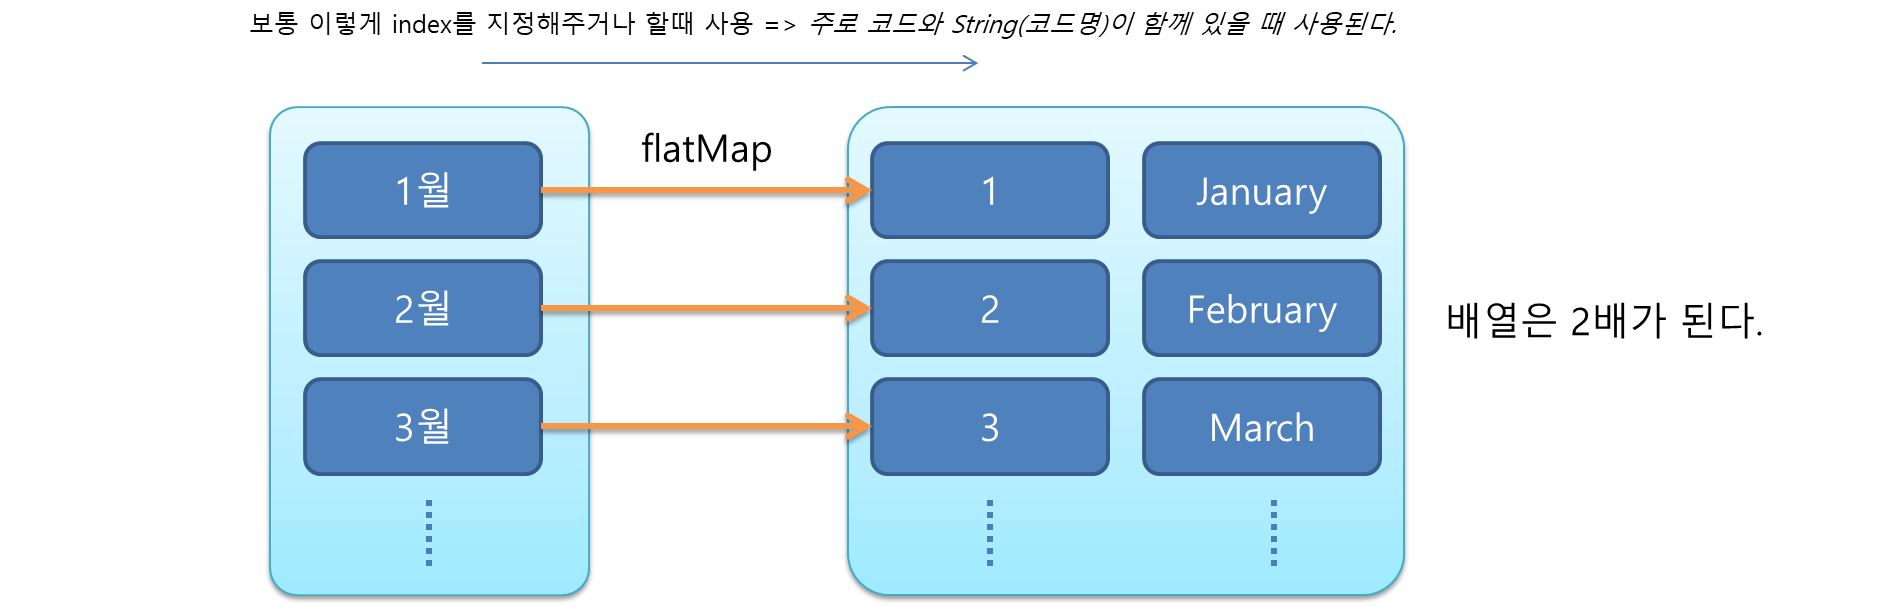 보통 이렇게 index를 지정해주거나 할때 사용 => 주로 코드와 String(코드명)이 함께 있을 때 사용된다.
flatMap
1월 1 January
2월 2 February
배열은 2배가 된다.
3월 3 March